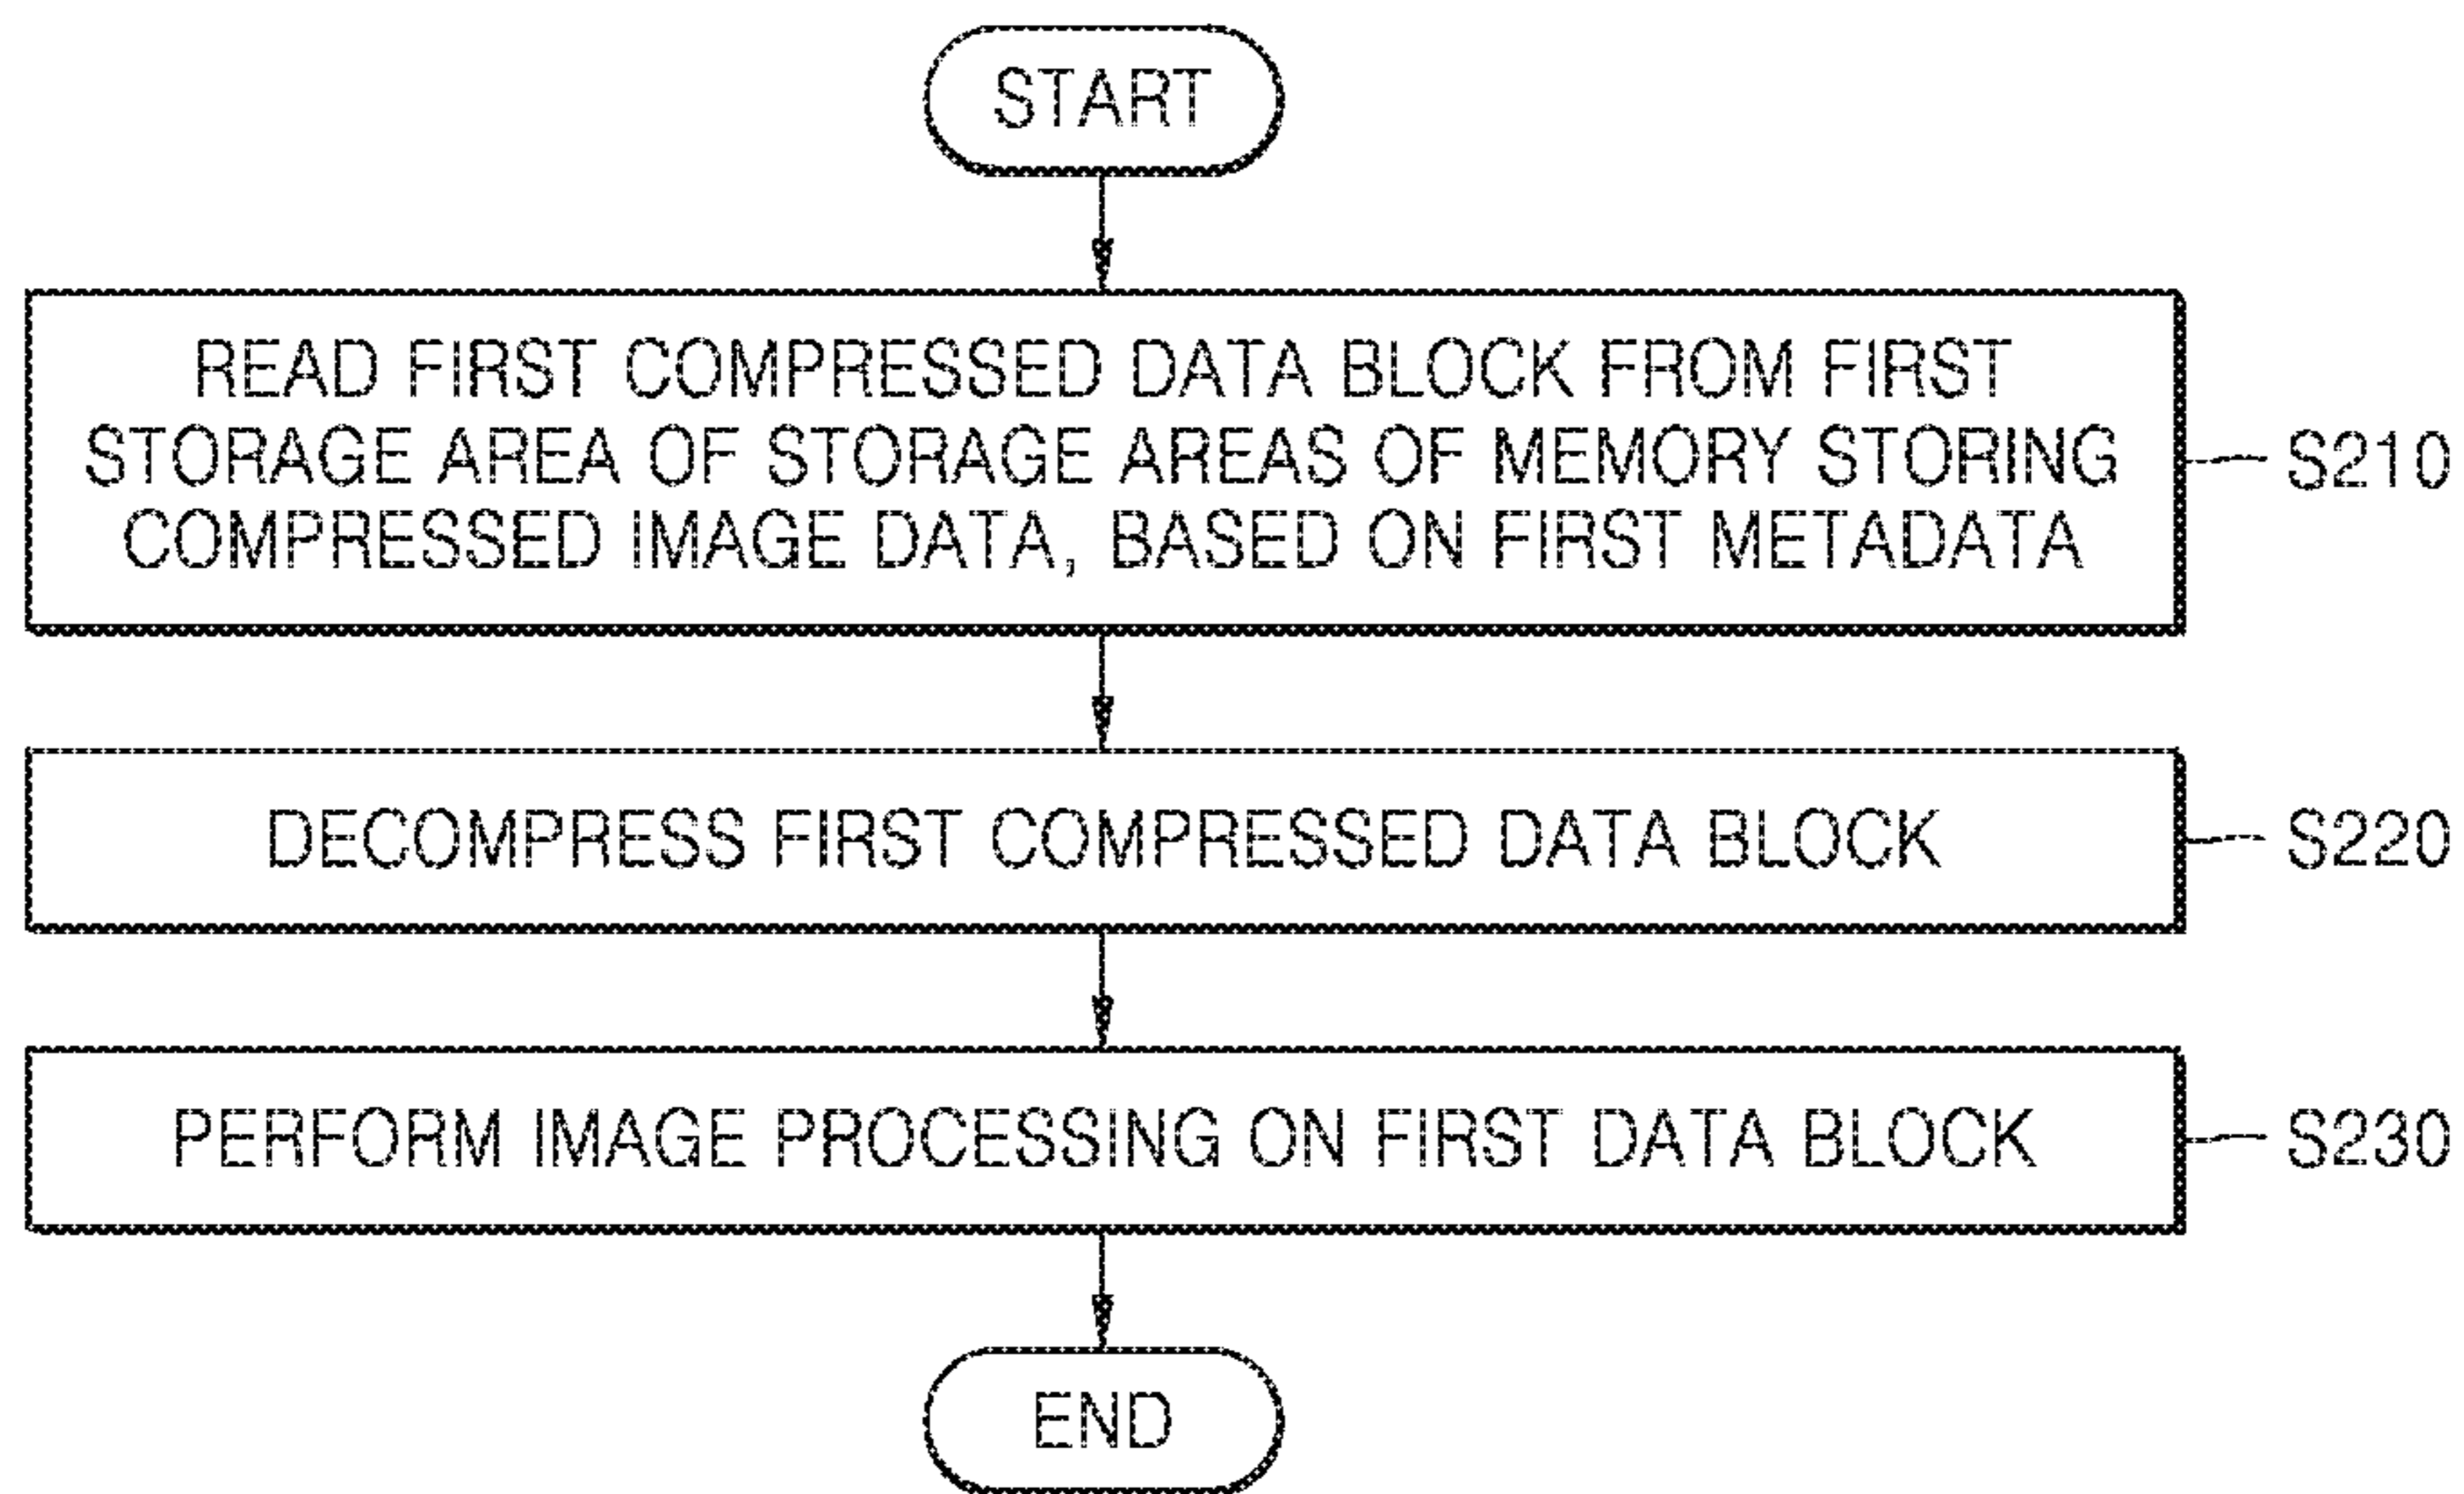 START
READ FIRST COMPRESSED DATA BLOCK FROM FIRST
STORAGE AREA OF STORAGE AREAS OF MEMORY STORING
COMPRESSED IMAGE DATA, BASED ON FIRST METADATA
S210
DECOMPRESS FIRST COMPRESSED DATA BLOCK
S220
PERFORM IMAGE PROCESSING ON FIRST DATA BLOCK
S230
END